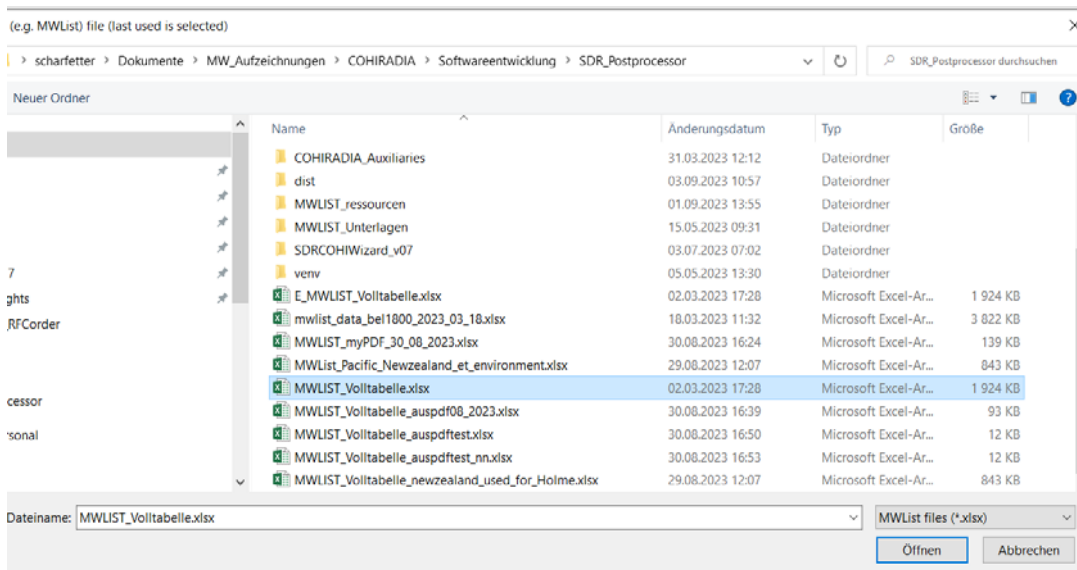 (e.g. MWList) file (last used is selected)
> scharfetter > Dokumente > MW_Aufzeichnungen > COHIRADIA > Softwareentwicklung > SDR_Postprocessor SDR_Postprocessor durchsuchen
Neuer Ordner
Name Änderungsdatum Typ Größe
COHIRADIA_Auxiliaries 31.03.2023 12:12 Dateiordner
dist 03.09.2023 10:57 Dateiordner
MWLIST_ressourcen 01.09.2023 13:55 Dateiordner
MWLIST_Unterlagen 15.05.2023 09:31 Dateiordner
SDRCOHIWizard_v07 03.07.2023 07:02 Dateiordner
7 venv 05.05.2023 13:30 Dateiordner
ghts E_MWLIST_Volltabelle.xlsx 02.03.2023 17:28 Microsoft Excel-Ar... 1 924 KB
RFCorder mwlist_data_bel1800_2023_03_18.xlsx 18.03.2023 11:32 Microsoft Excel-Ar... 3 822 KB
MWLIST_myPDF_30_08_2023.xlsx 30.08.2023 16:24 Microsoft Excel-Ar... 139 KB
MWList_Pacific_Newzealand_et_environment.xlsx 29.08.2023 12:07 Microsoft Excel-Ar... 843 KB
cessor MWLIST_Volltabelle.xlsx 02.03.2023 17:28 Microsoft Excel-Ar... 1 924 KB
MWLIST_Volltabelle_auspdf08_2023.xlsx 30.08.2023 16:39 Microsoft Excel-Ar... 93 KB
rsonal MWLIST_Volltabelle_auspdftest.xlsx 30.08.2023 16:50 Microsoft Excel-Ar... 12 KB
MWLIST_Volltabelle_auspdftest_nn.xlsx 30.08.2023 16:53 Microsoft Excel-Ar... 12 KB
MWLIST_Volltabelle_newzealand_used_for_Holme.xlsx 29.08.2023 12:07 Microsoft Excel-Ar... 843 KB
Dateiname: MWLIST_Volltabelle.xlsx MWList files (*.xlsx)
Öffnen Abbrechen